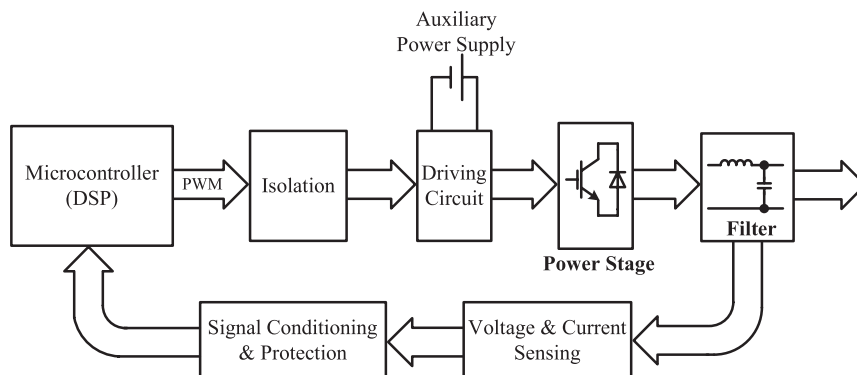 Auxiliary
Power Supply
Microcontroller
(DSP)
PWM
Isolation
Driving
Circuit
Power Stage
Filter
Signal Conditioning
& Protection
Voltage & Current
Sensing